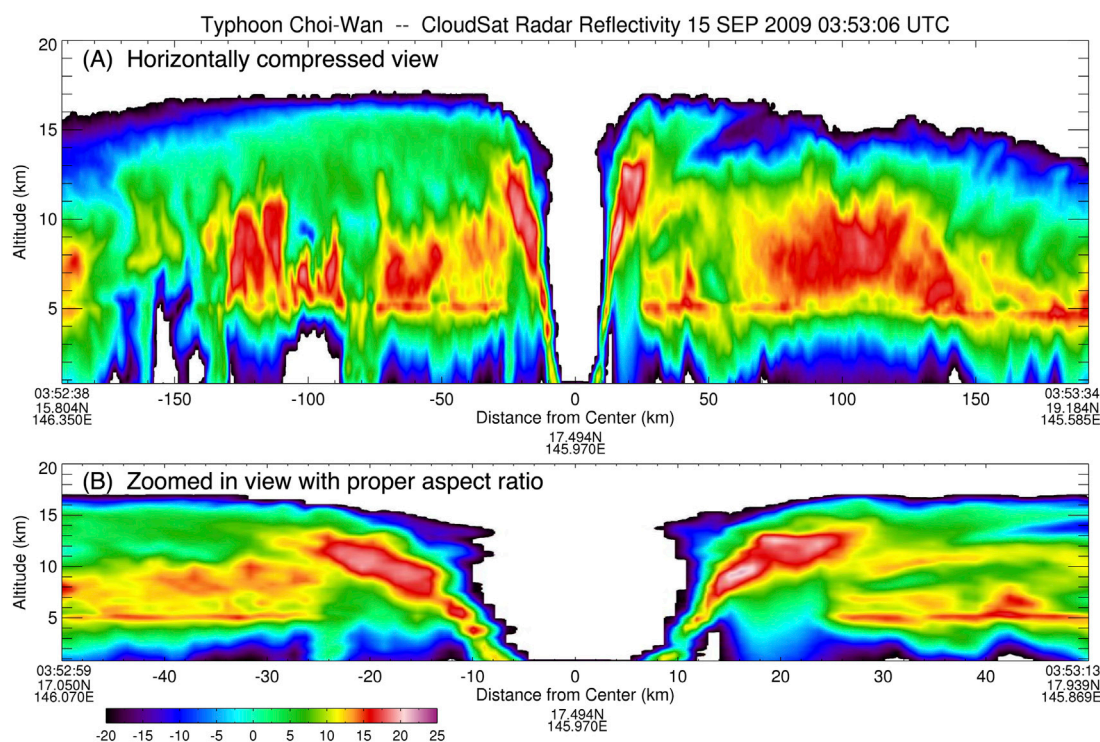 Typhoon Choi-Wan -- CloudSat Radar Reflectivity 15 SEP 2009 03:53:06 UTC
(A) Horizontally compressed view
20
15
10
5
Altitude (km)
-150 -100 -50 0 50 100 150
03:52:38
15.804N
146.350E
Distance from Center (km)
17.494N
145.970E
03:53:34
19.184N
145.585E
(B) Zoomed in view with proper aspect ratio
20
15
10
5
Altitude (km)
-40 -30 -20 -10 0 10 20 30 40
03:52:59
17.050N
146.070E
Distance from Center (km)
17.494N
145.970E
03:53:13
17.939N
145.869E
-20 -15 -10 -5 0 5 10 15 20 25